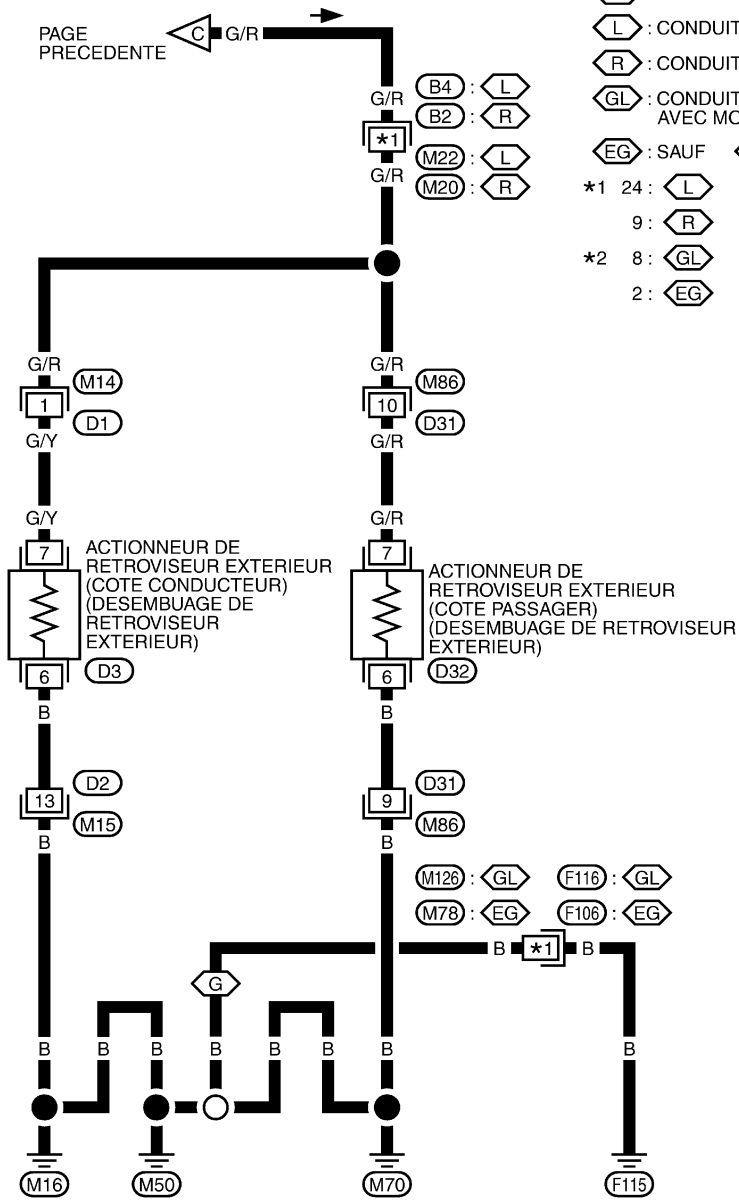 PAGE
PRECEDENTE
C
G/R
G/R
*1
G/R
B4 : L
B2 : R
M22 : L
M20 : R
L : CONDUIT
R : CONDUIT
GL : CONDUIT
AVEC MO
EG : SAUF
*1 24 : L
9 : R
*2 8 : GL
2 : EG
G/R
M14
1
D1
G/Y
G/R
M86
10
D31
G/R
G/Y
7
ACTIONNEUR DE
RETROVISEUR EXTERIEUR
(COTE CONDUCTEUR)
(DESEMBUAGE DE
RETROVISEUR
EXTERIEUR)
6
D3
B
G/R
7
ACTIONNEUR DE
RETROVISEUR EXTERIEUR
(COTE PASSAGER)
(DESEMBUAGE DE RETROVISEUR
EXTERIEUR)
6
D32
B
D2
13
M15
B
D31
9
M86
B
M126 : GL F116 : GL
M78 : EG F106 : EG
B *1 B
G
B B B B B B B B
M16 M50 M70 F115